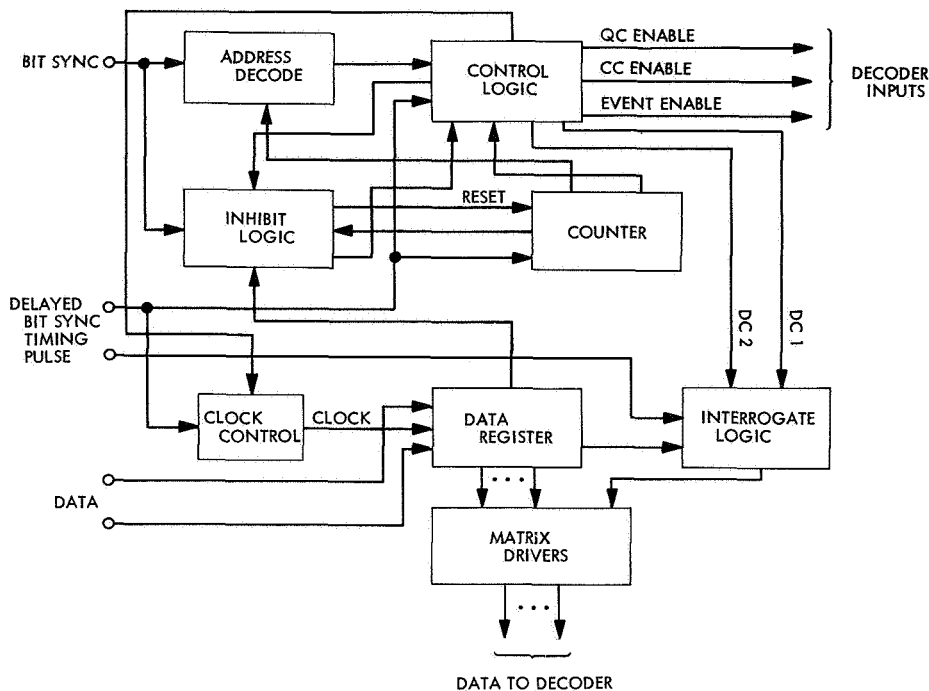 BIT SYNC
ADDRESS
DECODE
CONTROL
LOGIC
QC ENABLE
CC ENABLE
EVENT ENABLE
DECODER
INPUTS
INHIBIT
LOGIC
RESET
COUNTER
DELAYED
BIT SYNC
TIMING
PULSE
DC 2
DC 1
CLOCK
CONTROL
CLOCK
DATA
REGISTER
INTERROGATE
LOGIC
DATA
MATRIX
DRIVERS
DATA TO DECODER